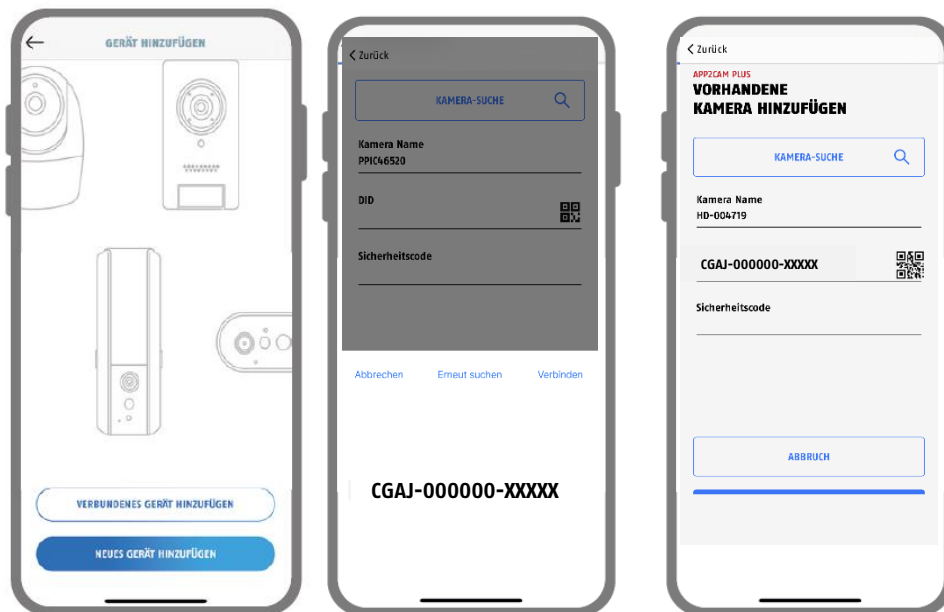 GERÄT HINZUFÜGEN
VERBUNDENES GERÄT HINZUFÜGEN
NEUES GERÄT HINZUFÜGEN
Zurück
KAMERA-SUCHE
Kamera Name
PPIC46520
DID
Sicherheitscode
Abbrechen Erneut suchen Verbinden
CGAJ-000000-XXXXX
Zurück
APP2CAM PLUS
VORHANDENE
KAMERA HINZUFÜGEN
KAMERA-SUCHE
Kamera Name
HD-004719
CGAJ-000000-XXXXX
Sicherheitscode
ABBRUCH